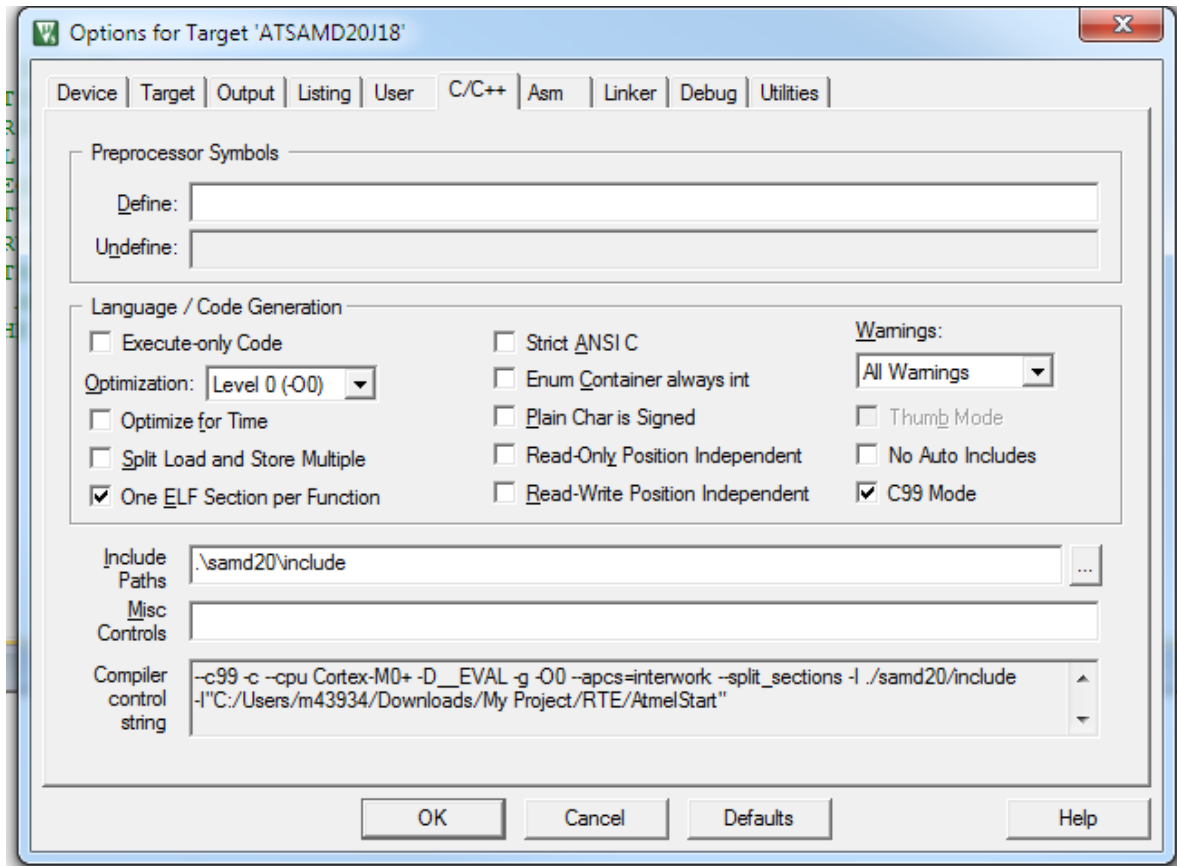 Options for Target 'ATSAMD20J18'
Device Target Output Listing User C/C++ Asm Linker Debug Utilities
Preprocessor Symbols
Define:
Undefine:
Language / Code Generation
Execute-only Code
Strict ANSI C
Warnings:
Optimization: Level 0 (-O0)
Enum Container always int
All Warnings
Optimize for Time
Plain Char is Signed
Thumb Mode
Split Load and Store Multiple
Read-Only Position Independent
No Auto Includes
One ELF Section per Function
Read-Write Position Independent
C99 Mode
Include
Paths
.\samd20\include
...
Misc
Controls
Compiler
control
string
--c99 -c --cpu Cortex-M0+ -D__EVAL -g -O0 --apcs=interwork --split_sections -I ./samd20/include
-I"C:/Users/m43934/Downloads/My Project/RTE/AtmelStart"
OK Cancel Defaults Help